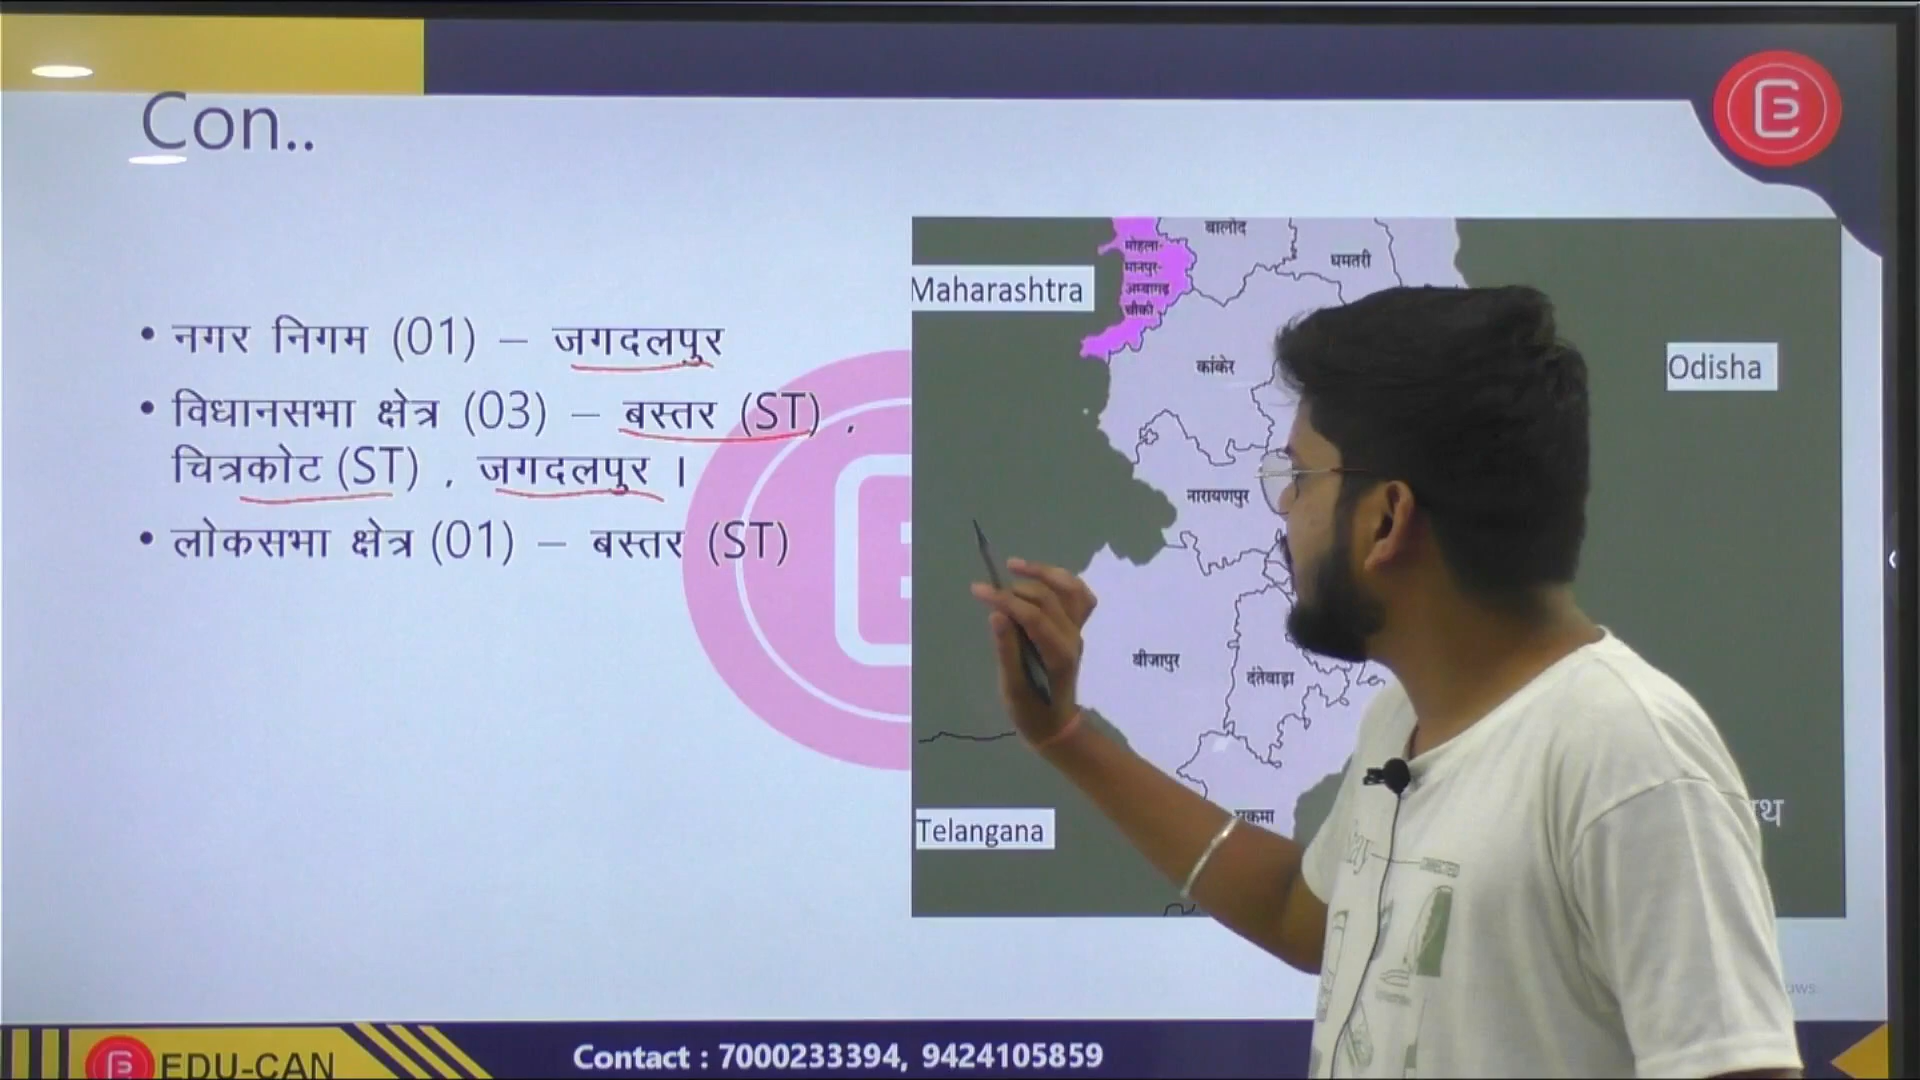 Con..
• नगर निगम (01) – जगदलपुर
• विधानसभा क्षेत्र (03) – बस्तर (ST) ,
चित्रकोट (ST) , जगदलपुर ।
• लोकसभा क्षेत्र (01) – बस्तर (ST)
बालोद
मोहला-
मानपुर-
अम्बागढ़
चौकी
धमतरी
Maharashtra
कांकेर
Odisha
नारायणपुर
बीजापुर
दंतेवाड़ा
Telangana
EDU-CAN
Contact : 7000233394, 9424105859